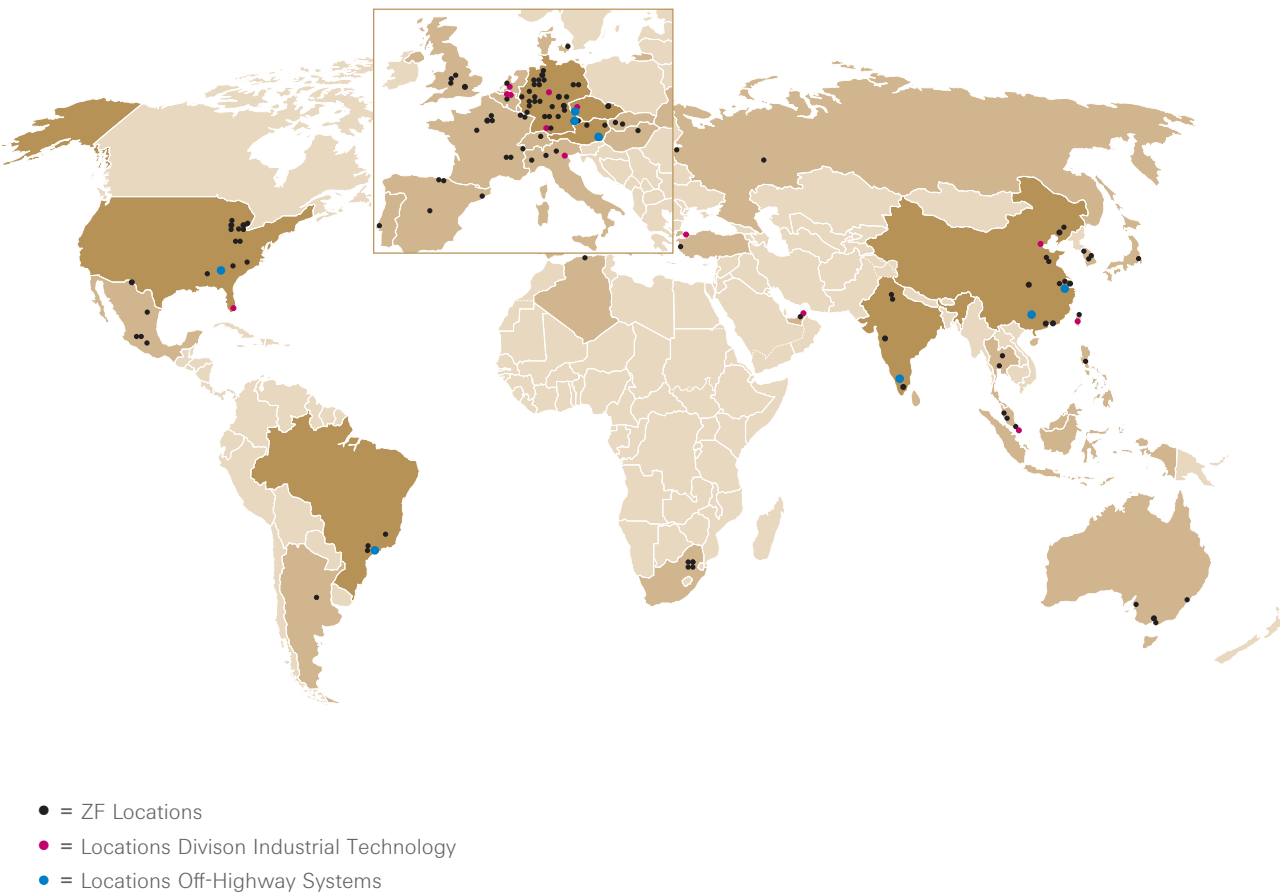 = ZF Locations
= Locations Divison Industrial Technology
= Locations Off-Highway Systems